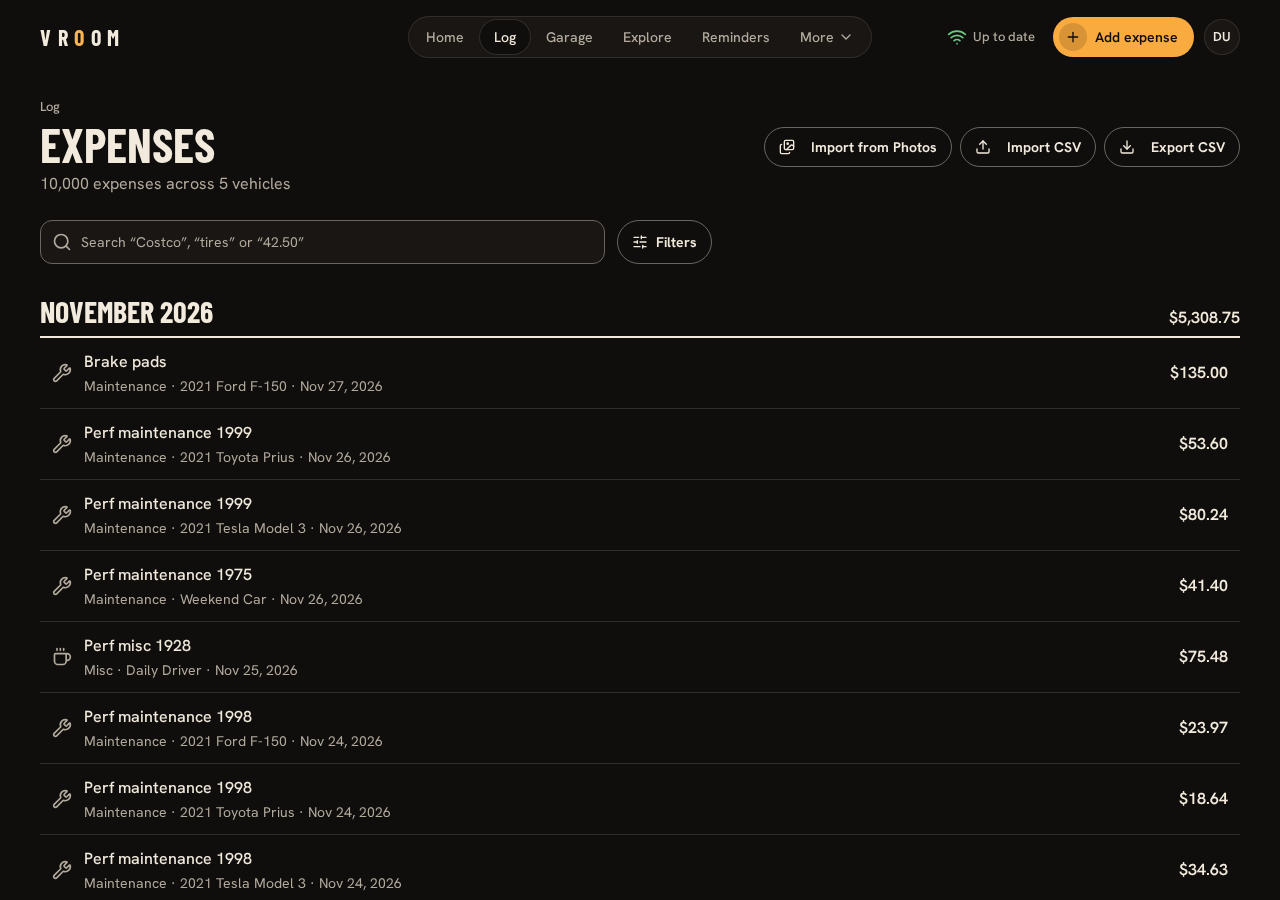 VROOM
Home Log Garage Explore Reminders More
Up to date
Add expense
DU
Log
EXPENSES
10,000 expenses across 5 vehicles
Import from Photos
Import CSV
Export CSV
Search “Costco”, “tires” or “42.50”
Filters
NOVEMBER 2026 $5,308.75
Brake pads
Maintenance · 2021 Ford F-150 · Nov 27, 2026
$135.00
Perf maintenance 1999
Maintenance · 2021 Toyota Prius · Nov 26, 2026
$53.60
Perf maintenance 1999
Maintenance · 2021 Tesla Model 3 · Nov 26, 2026
$80.24
Perf maintenance 1975
Maintenance · Weekend Car · Nov 26, 2026
$41.40
Perf misc 1928
Misc · Daily Driver · Nov 25, 2026
$75.48
Perf maintenance 1998
Maintenance · 2021 Ford F-150 · Nov 24, 2026
$23.97
Perf maintenance 1998
Maintenance · 2021 Toyota Prius · Nov 24, 2026
$18.64
Perf maintenance 1998
Maintenance · 2021 Tesla Model 3 · Nov 24, 2026
$34.63